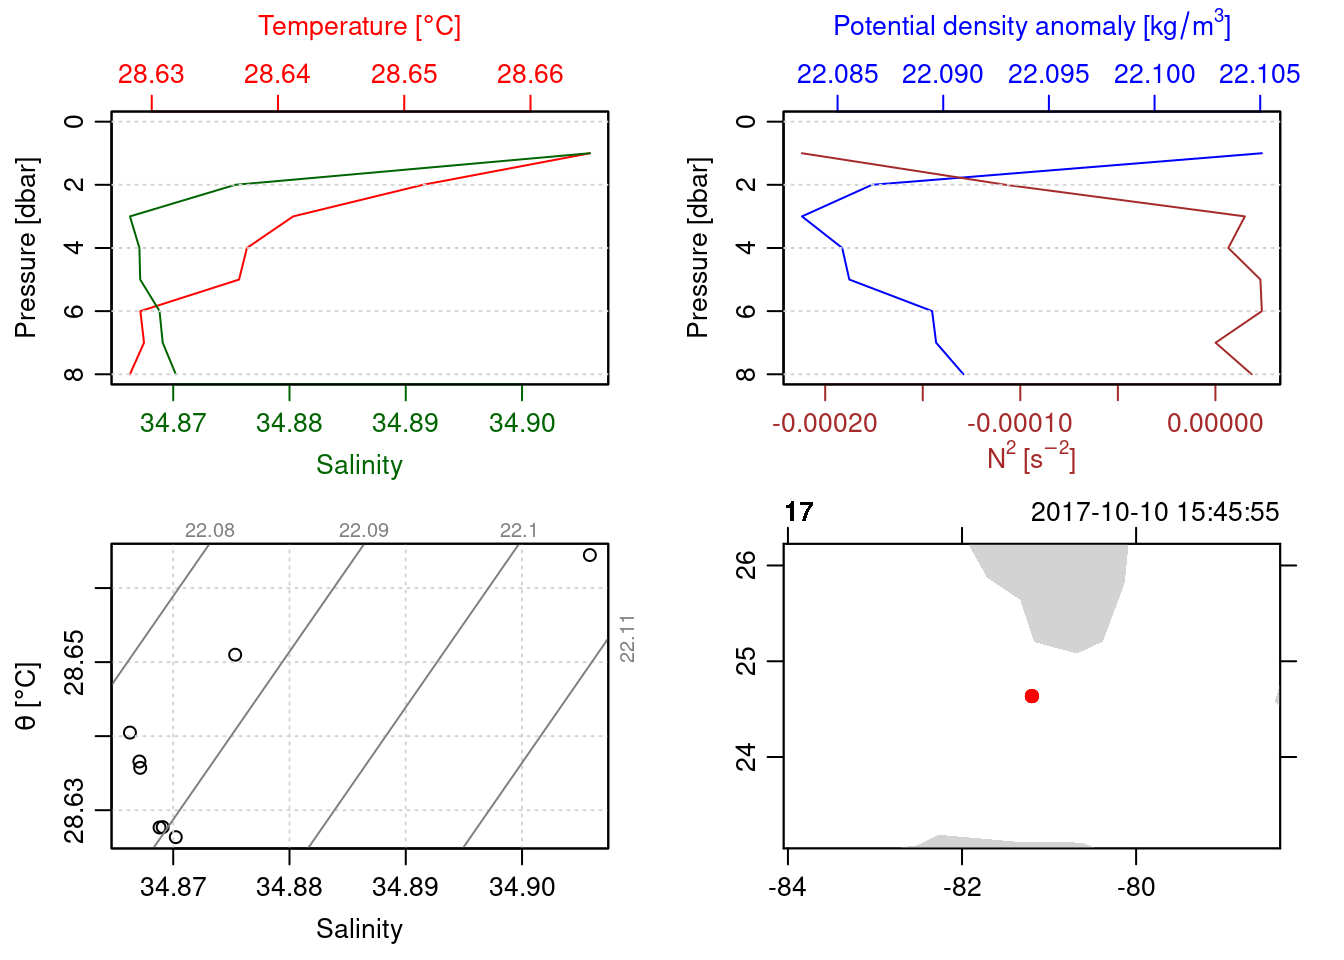 Temperature [°C]
28.63 28.64 28.65 28.66
0
2
4
6
8
Pressure [dbar]
34.87 34.88 34.89 34.90
Salinity
Potential density anomaly [kg/m³]
22.085 22.090 22.095 22.100 22.105
0
2
4
6
8
Pressure [dbar]
-0.00020 -0.00010 0.00000
N² [s⁻²]
22.08 22.09 22.1
22.11
28.65
28.63
θ [°C]
34.87 34.88 34.89 34.90
Salinity
17 2017-10-10 15:45:55
26
25
24
-84 -82 -80